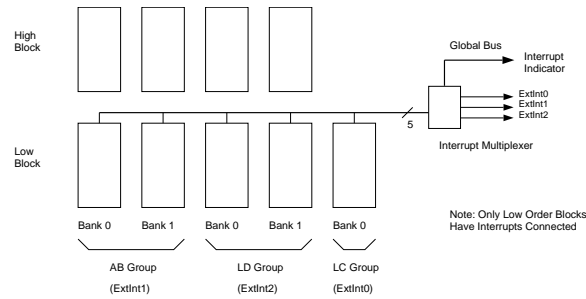 High
Block
Global Bus
Interrupt
Indicator
ExtInt0
ExtInt1
ExtInt2
5
Interrupt Multiplexer
Low
Block
Bank 0
Bank 1
Bank 0
Bank 1
Bank 0
Note: Only Low Order Blocks
Have Interrupts Connected
AB Group
(ExtInt1)
LD Group
(ExtInt2)
LC Group
(ExtInt0)